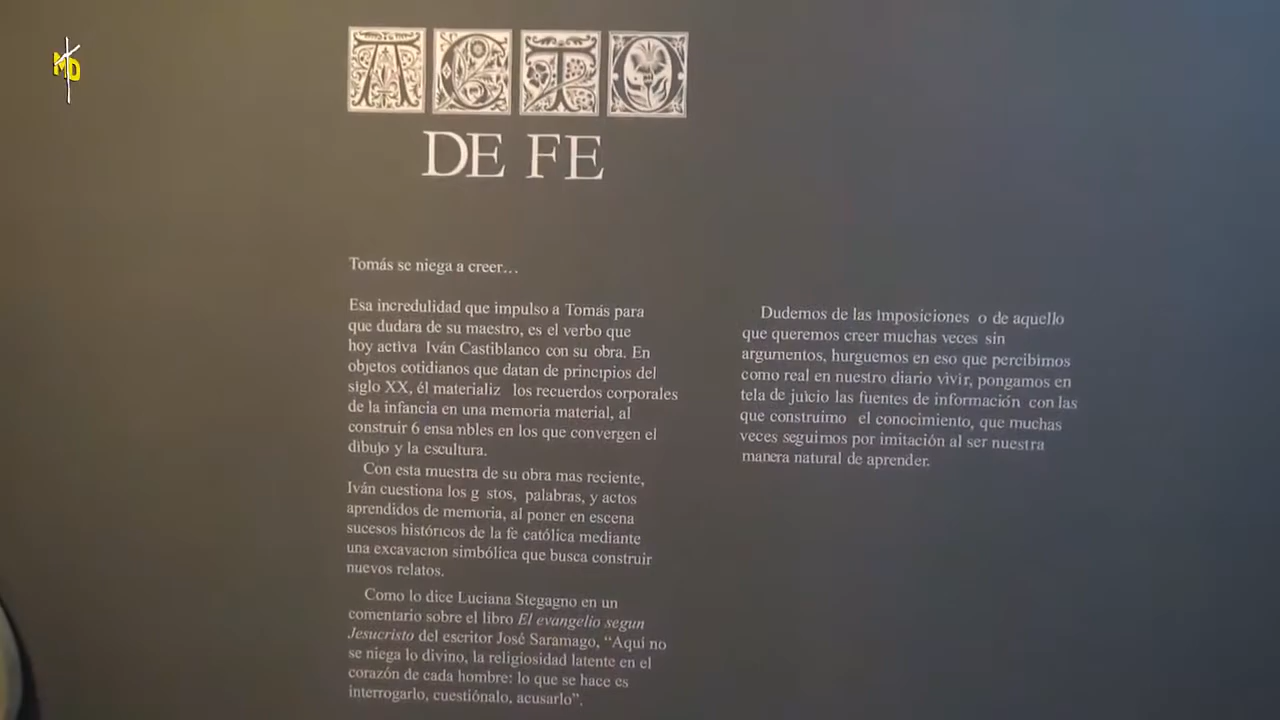 MD
ACTO
DE FE
Tomás se niega a creer...
Esa incredulidad que impulso a Tomás para
que dudara de su maestro, es el verbo que
hoy activa Iván Castiblanco con su obra. En
objetos cotidianos que datan de principios del
siglo XX, él materializ los recuerdos corporales
de la infancia en una memoria material, al
construir 6 ensa nbles en los que convergen el
dibujo y la escultura.
Con esta muestra de su obra mas reciente,
Iván cuestiona los g stos, palabras, y actos
aprendidos de memoria, al poner en escena
sucesos históricos de la fe católica mediante
una excavacion simbólica que busca construir
nuevos relatos.
Como lo dice Luciana Stegagno en un
comentario sobre el libro El evangelio segun
Jesucristo del escritor José Saramago, “Aquí no
se niega lo divino, la religiosidad latente en el
corazón de cada hombre: lo que se hace es
interrogarlo, cuestiónalo, acusarlo”.
Dudemos de las imposiciones o de aquello
que queremos creer muchas veces sin
argumentos, hurguemos en eso que percibimos
como real en nuestro diario vivir, pongamos en
tela de juicio las fuentes de información con las
que construimo el conocimiento, que muchas
veces seguimos por imitación al ser nuestra
manera natural de aprender.